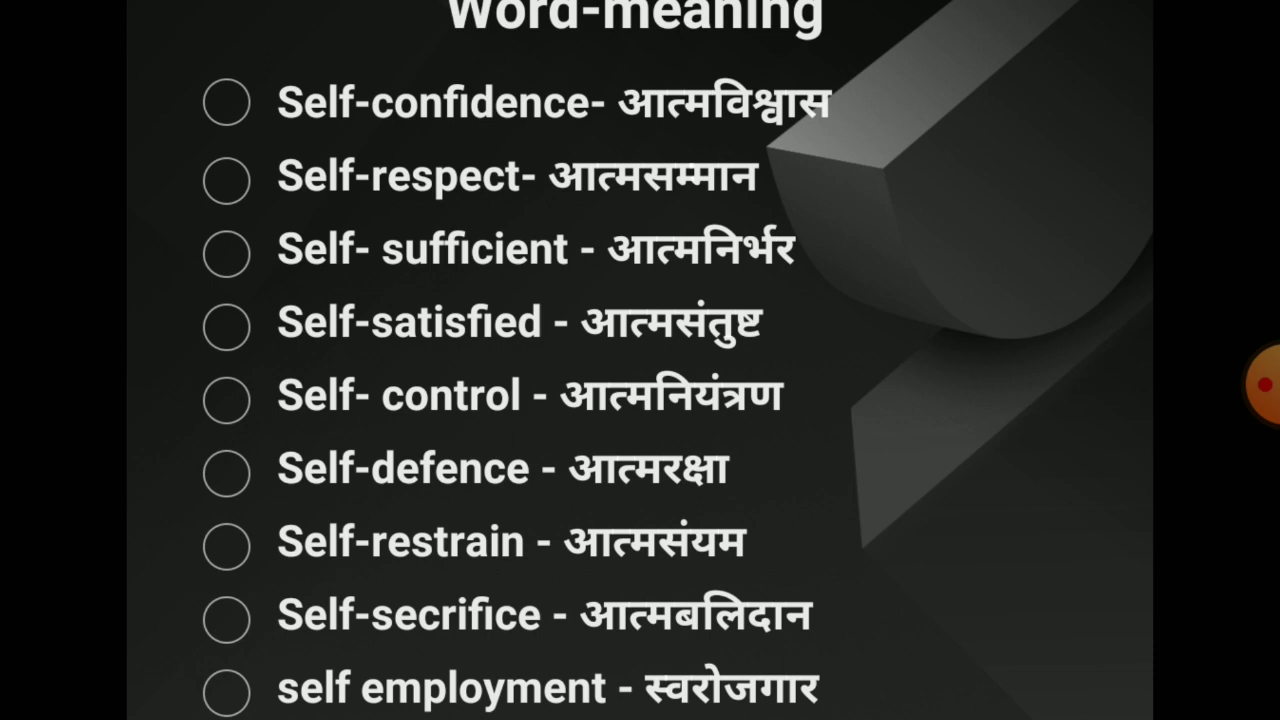 Word-meaning
Self-confidence- आत्मविश्वास
Self-respect- आत्मसम्मान
Self- sufficient - आत्मनिर्भर
Self-satisfied - आत्मसंतुष्ट
Self- control - आत्मनियंत्रण
Self-defence - आत्मरक्षा
Self-restrain - आत्मसंयम
Self-secrifice - आत्मबलिदान
self employment - स्वरोजगार